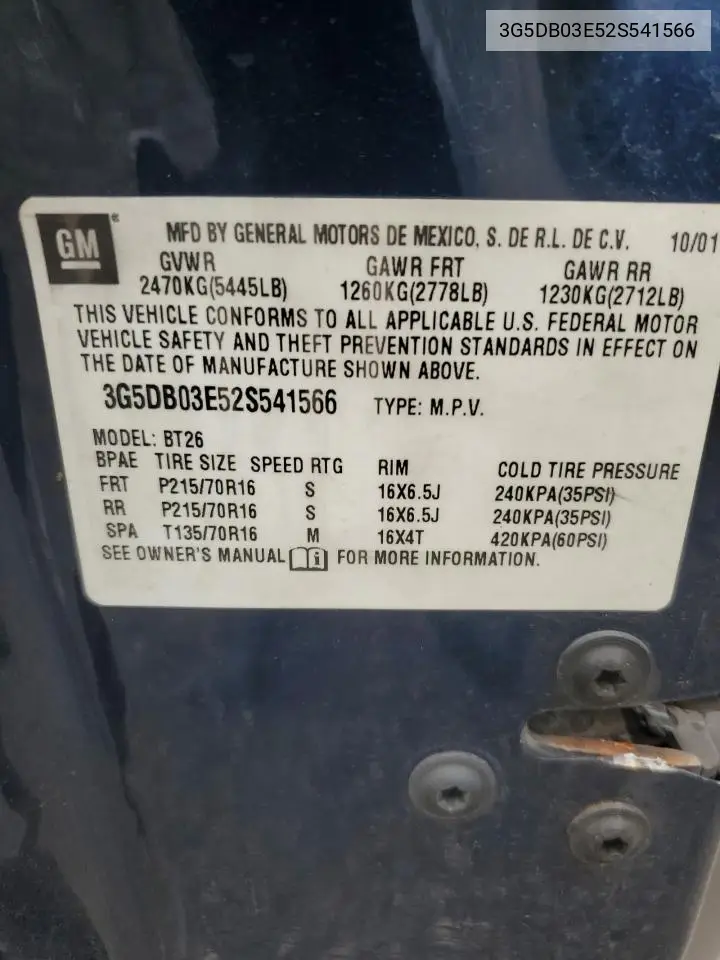 3G5DB03E52S541566
GM® MFD BY GENERAL MOTORS DE MEXICO, S. DE R.L. DE C.V. 10/01
GVWR GAWR FRT GAWR RR
2470KG(5445LB) 1260KG(2778LB) 1230KG(2712LB)
THIS VEHICLE CONFORMS TO ALL APPLICABLE U.S. FEDERAL MOTOR
VEHICLE SAFETY AND THEFT PREVENTION STANDARDS IN EFFECT ON
THE DATE OF MANUFACTURE SHOWN ABOVE.
3G5DB03E52S541566 TYPE: M.P.V.
MODEL: BT26
BPAE TIRE SIZE SPEED RTG RIM COLD TIRE PRESSURE
FRT P215/70R16 S 16X6.5J 240KPA(35PSI)
RR P215/70R16 S 16X6.5J 240KPA(35PSI)
SPA T135/70R16 M 16X4T 420KPA(60PSI)
SEE OWNER'S MANUAL i FOR MORE INFORMATION.